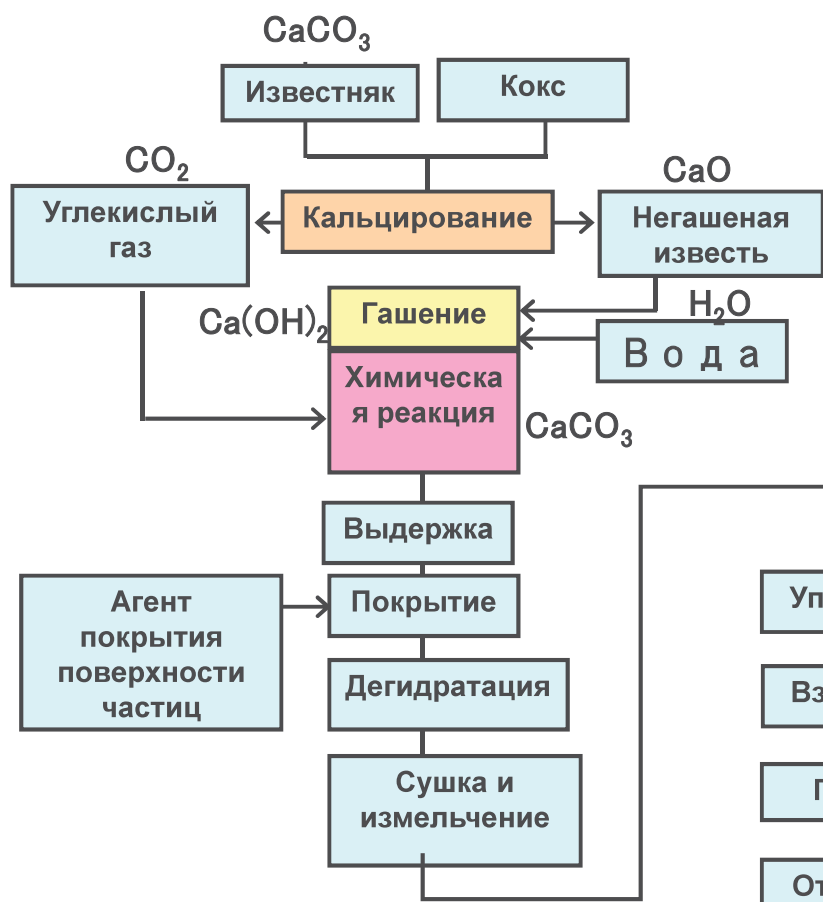 CaCO₃
Известняк
Кокс
CO₂
CaO
Углекислый
газ
Кальцирование
Негашеная
известь
Ca(OH)₂
Гашение
H₂O
В о д а
Химическа
я реакция
CaCO₃
Выдержка
Агент
покрытия
поверхности
частиц
Покрытие
Дегидратация
Сушка и
измельчение